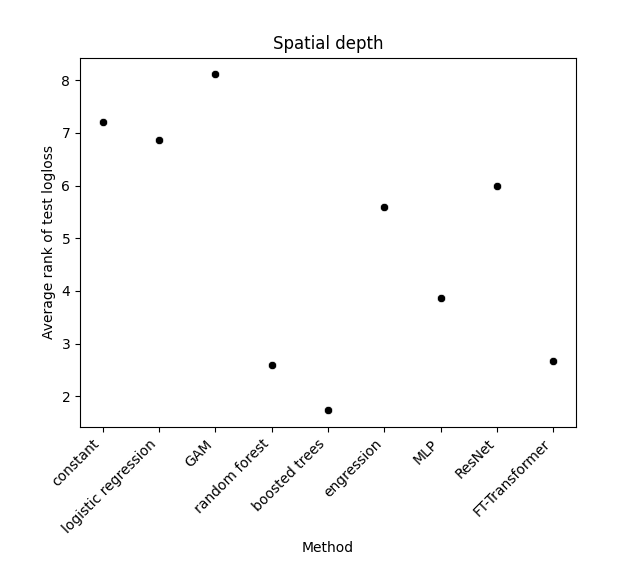 Spatial depth
Average rank of test logloss
8
7
6
5
4
3
2
constant
logistic regression
GAM
random forest
boosted trees
engression
MLP
ResNet
FT-Transformer
Method